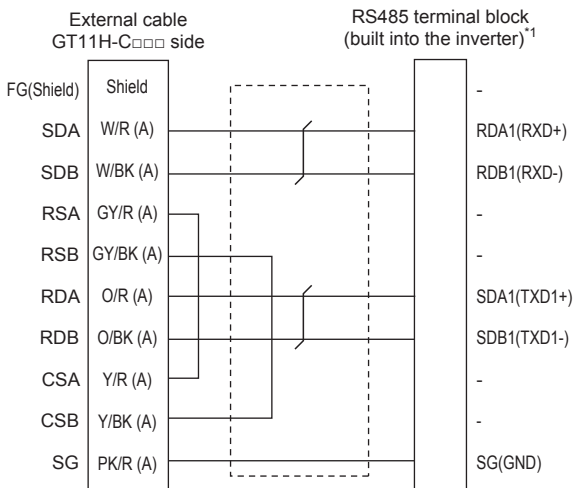 External cable
GT11H-C□□□ side
RS485 terminal block
(built into the inverter)*1
FG(Shield) Shield -
SDA W/R (A) RDA1(RXD+)
SDB W/BK (A) RDB1(RXD-)
RSA GY/R (A) -
RSB GY/BK (A) -
RDA O/R (A) SDA1(TXD1+)
RDB O/BK (A) SDB1(TXD1-)
CSA Y/R (A) -
CSB Y/BK (A) -
SG PK/R (A) SG(GND)